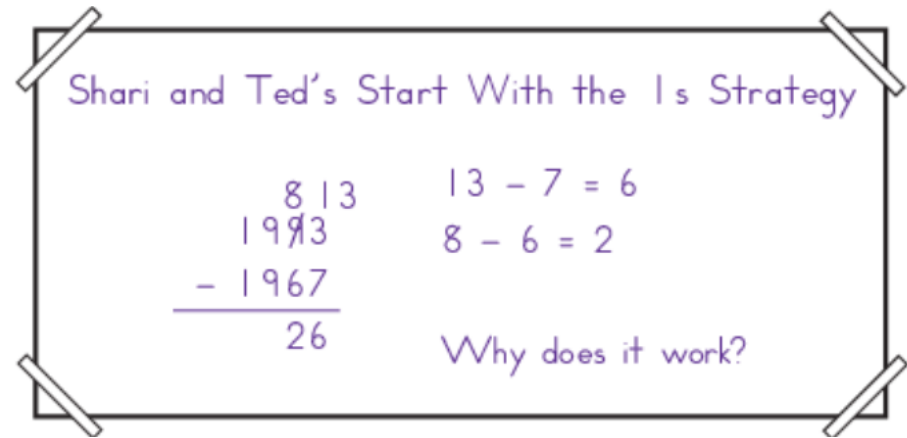 Shari and Ted's Start With the 1s Strategy
8 13
1993
- 1967
26
13 - 7 = 6
8 - 6 = 2
Why does it work?